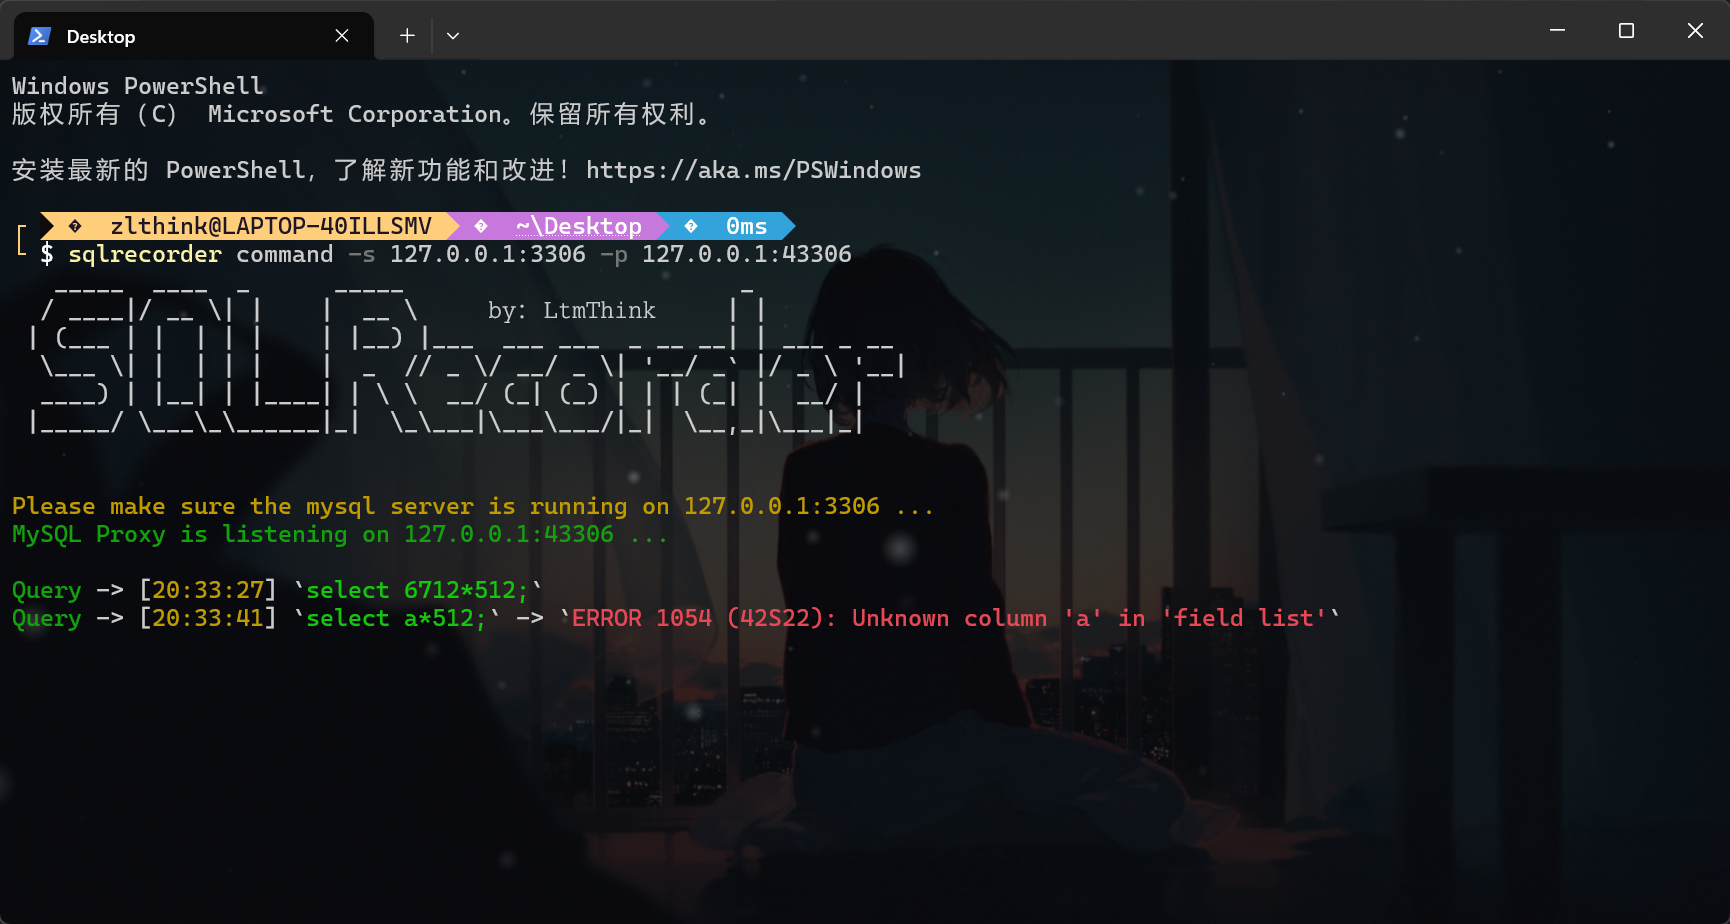 Desktop
Windows PowerShell
版权所有 (C)  Microsoft Corporation。保留所有权利。
安装最新的 PowerShell，了解新功能和改进！https://aka.ms/PSWindows
zlthink@LAPTOP-40ILLSMV ~\Desktop 0ms
$ sqlrecorder command -s 127.0.0.1:3306 -p 127.0.0.1:43306
SQLRecorder
by: LtmThink
Please make sure the mysql server is running on 127.0.0.1:3306 ...
MySQL Proxy is listening on 127.0.0.1:43306 ...
Query -> [20:33:27] `select 6712*512;`
Query -> [20:33:41] `select a*512;` -> `ERROR 1054 (42S22): Unknown column 'a' in 'field list'`